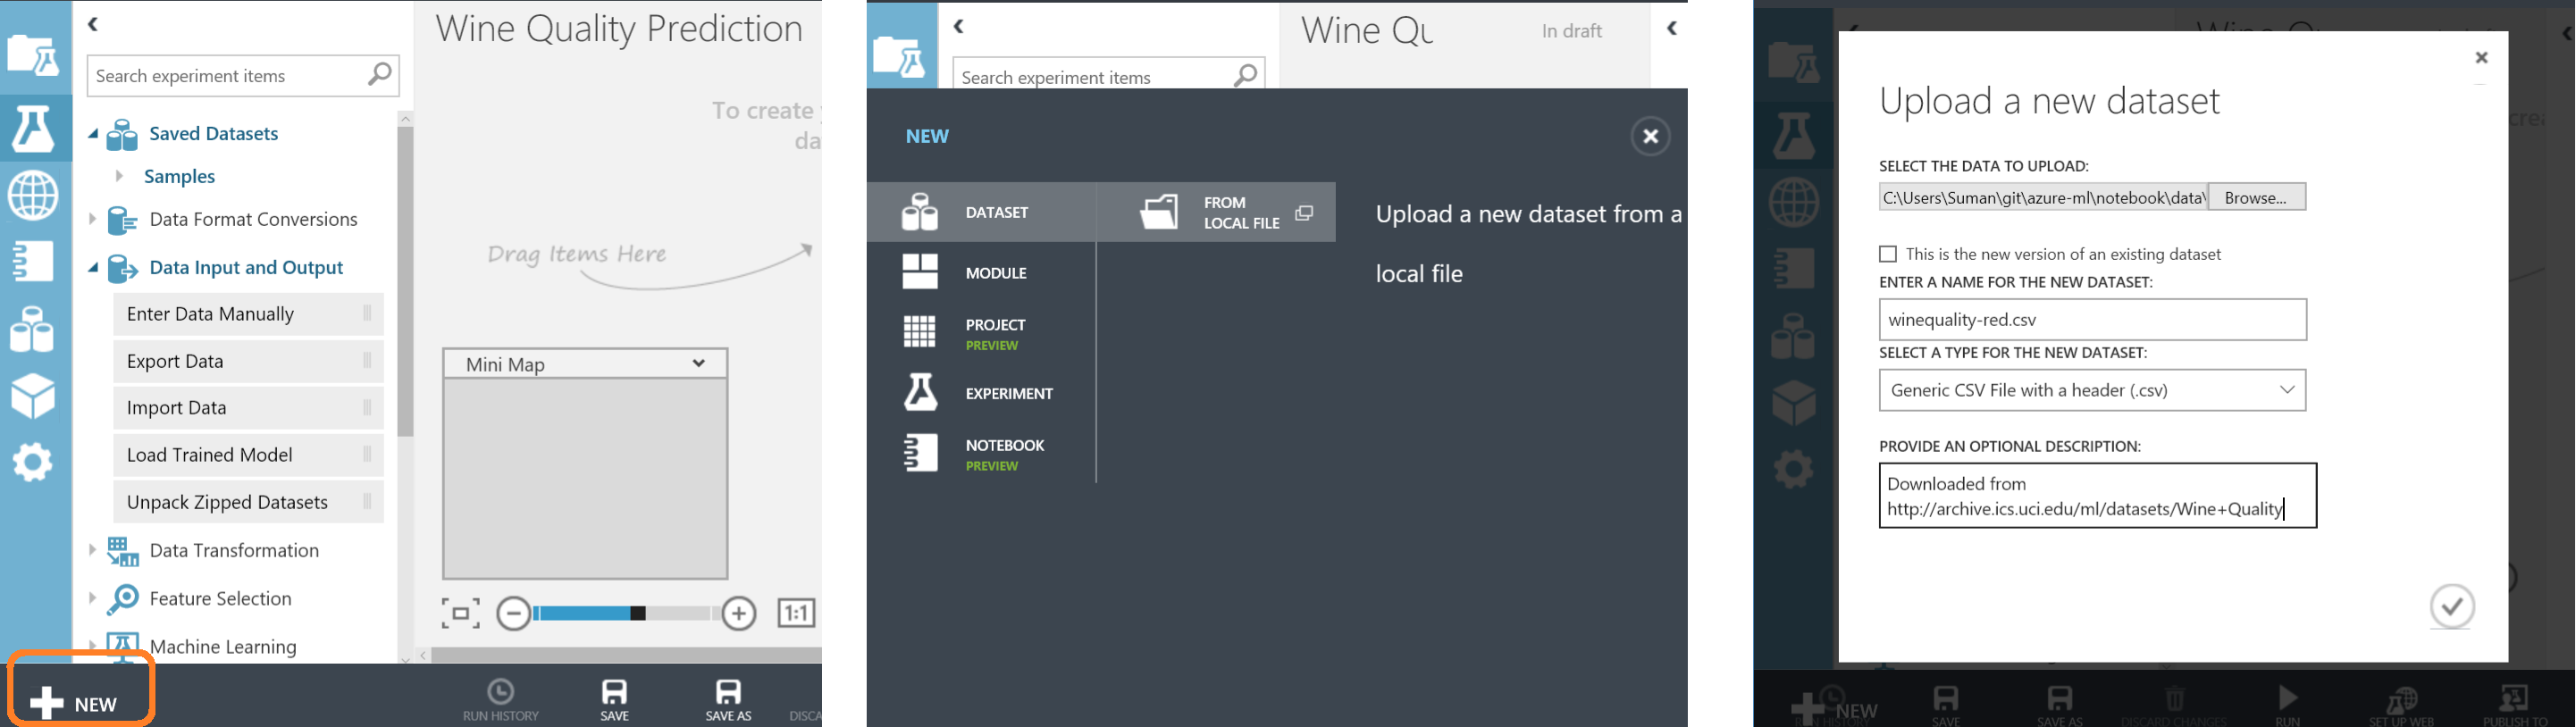 Wine Quality Prediction
Search experiment items
Saved Datasets
Samples
Data Format Conversions
Data Input and Output
Enter Data Manually
Export Data
Import Data
Load Trained Model
Unpack Zipped Datasets
Data Transformation
Feature Selection
Machine Learning
To create
da
Drag Items Here
Mini Map
1:1
NEW
RUN HISTORY
SAVE
SAVE AS
DISCA
Wine Qu
In draft
Search experiment items
NEW
DATASET
MODULE
PROJECT
PREVIEW
EXPERIMENT
NOTEBOOK
PREVIEW
FROM
LOCAL FILE
Upload a new dataset from a
local file
Upload a new dataset
SELECT THE DATA TO UPLOAD:
C:\Users\Suman\git\azure-ml\notebook\data\
Browse...
This is the new version of an existing dataset
ENTER A NAME FOR THE NEW DATASET:
winequality-red.csv
SELECT A TYPE FOR THE NEW DATASET:
Generic CSV File with a header (.csv)
PROVIDE AN OPTIONAL DESCRIPTION:
Downloaded from
http://archive.ics.uci.edu/ml/datasets/Wine+Quality
NEW
RUN HISTORY
SAVE
SAVE AS
DISCARD CHANGES
RUN
SET UP WEB
PUBLISH TO